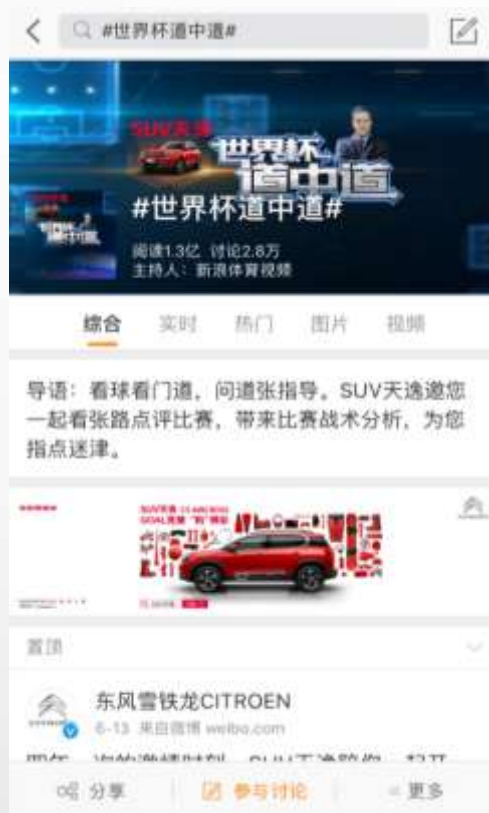 #世界杯道中道#
SUV天逸
世界杯
道中道
#世界杯道中道#
阅读1.3亿 讨论2.8万
主持人：新浪体育视频
综合 实时 热门 图片 视频
导语：看球看门道，问道张指导。SUV天逸邀您
一起看张路点评比赛，带来比赛战术分析，为您
指点迷津。
置顶
东风雪铁龙CITROEN
6-13 来自微博 weibo.com
分享 参与讨论 更多